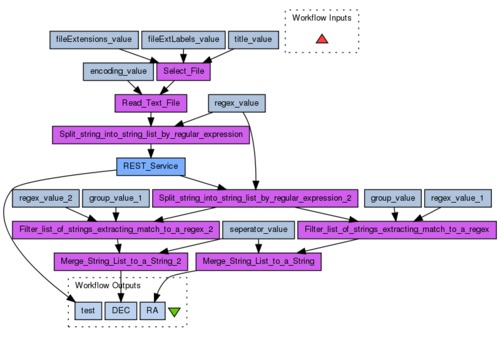 Workflow Inputs
fileExtensions_value fileExtLabels_value title_value
encoding_value Select_File
Read_Text_File regex_value
Split_string_into_string_list_by_regular_expression
REST_Service
regex_value_2 group_value_1 Split_string_into_string_list_by_regular_expression_2 group_value regex_value_1
Filter_list_of_strings_extracting_match_to_a_regex_2 seperator_value Filter_list_of_strings_extracting_match_to_a_regex
Merge_String_List_to_a_String_2 Merge_String_List_to_a_String
Workflow Outputs
test DEC RA